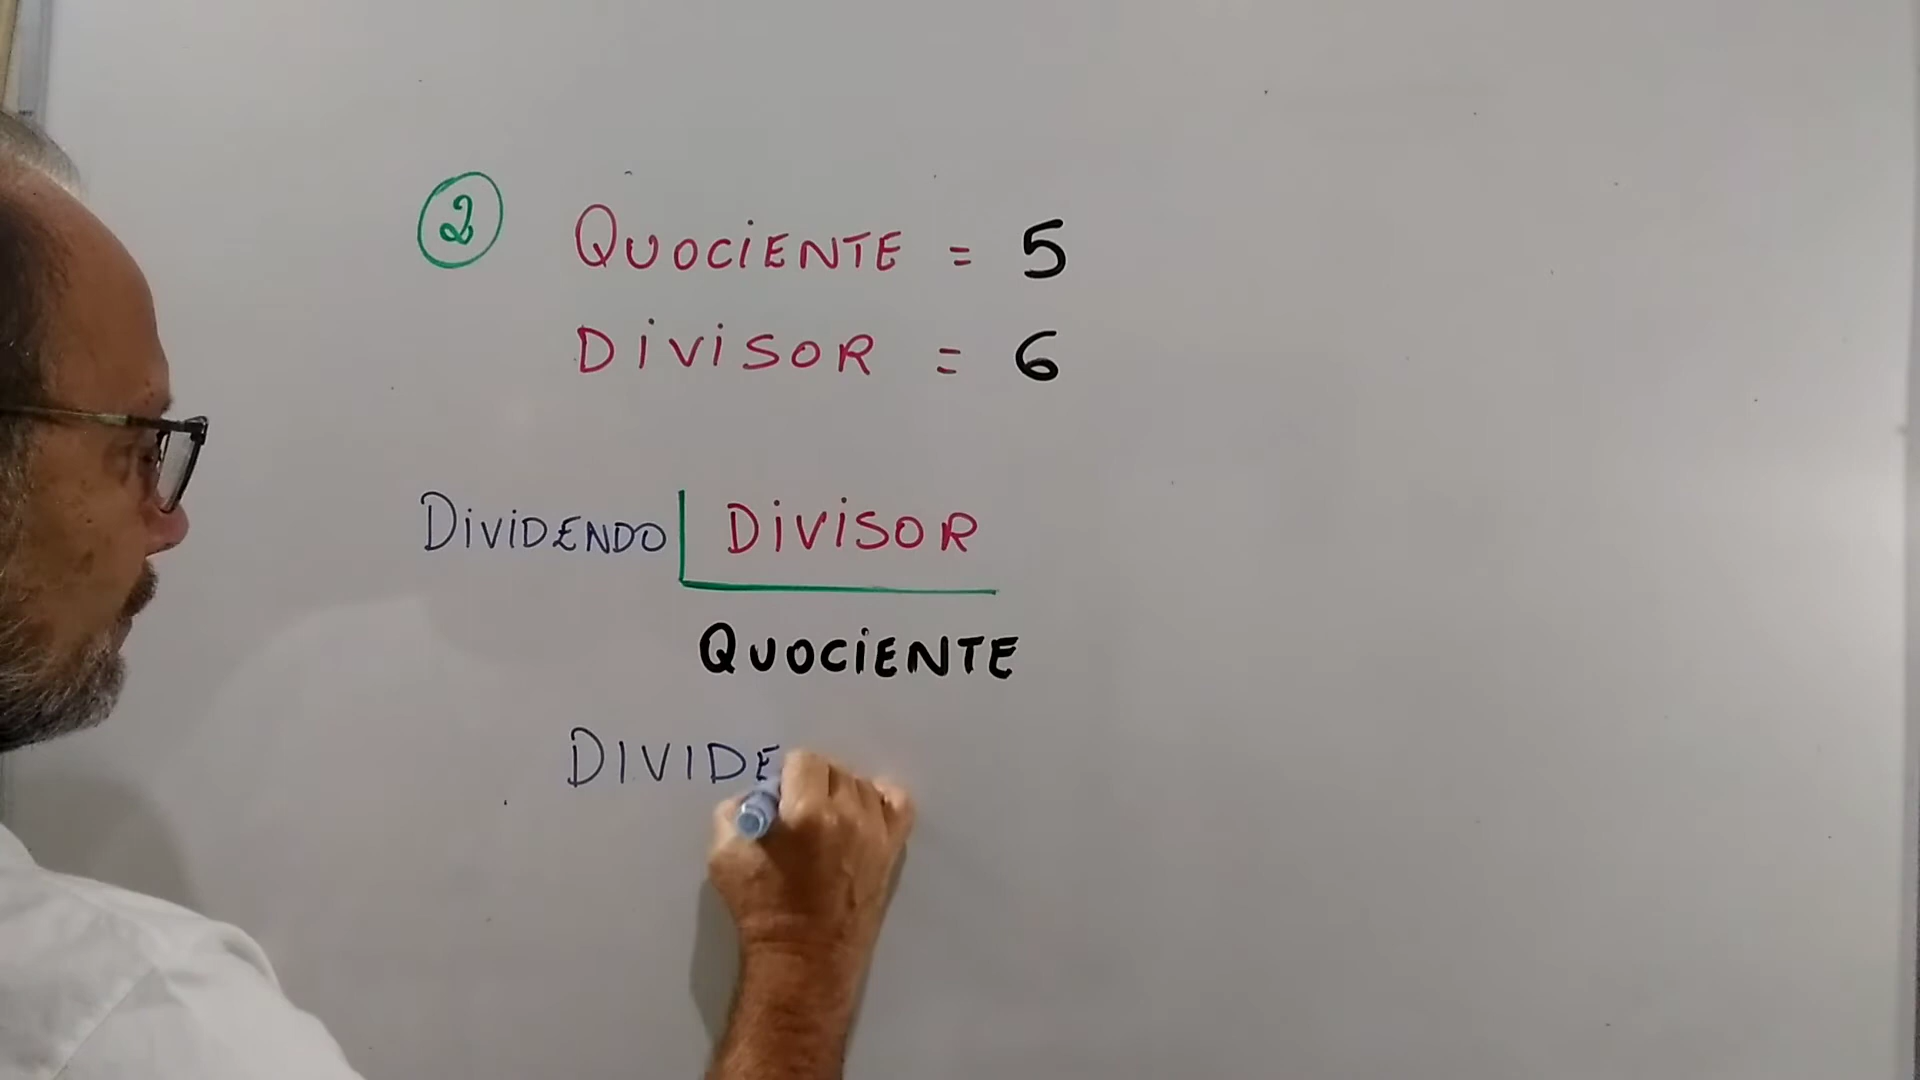 2 QUOCiENTE = 5
DiViSOR = 6
DiViDENDO DiViSOR
QUOCiENTE
DIVIDE